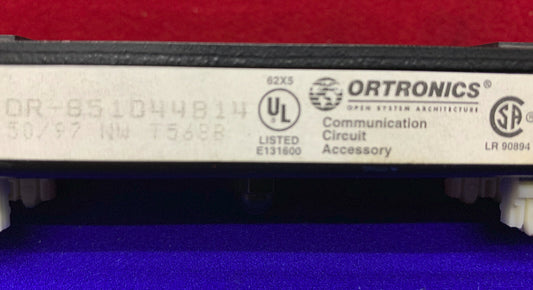 OR-851044814
50/97 NW T568B
62X5
UL
®
LISTED
E131600
ORTRONICS®
OPEN SYSTEM ARCHITECTURE
Communication
Circuit
Accessory
SA
®
LR 90894